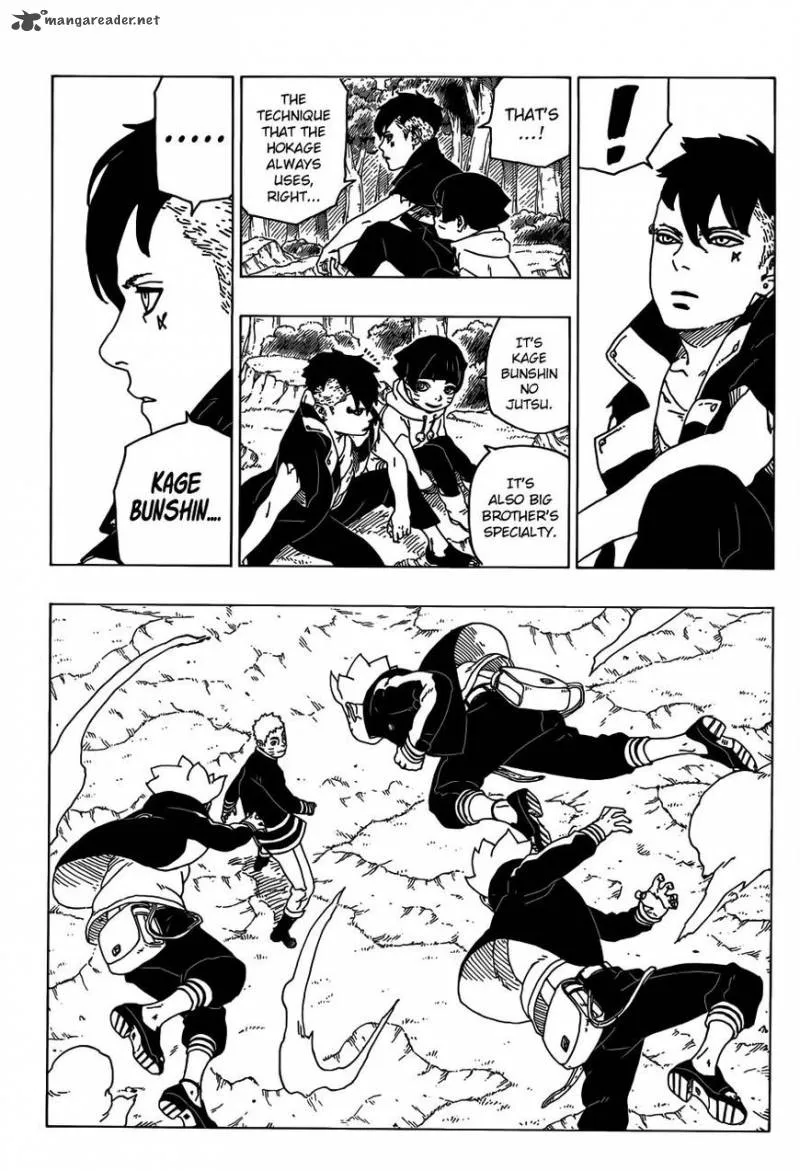 mangareader.net
!
THAT'S
...!
THE
TECHNIQUE
THAT THE
HOKAGE
ALWAYS
USES,
RIGHT...
IT'S
KAGE
BUNSHIN
NO
JUTSU.
IT'S
ALSO BIG
BROTHER'S
SPECIALTY.
.....
KAGE
BUNSHIN....